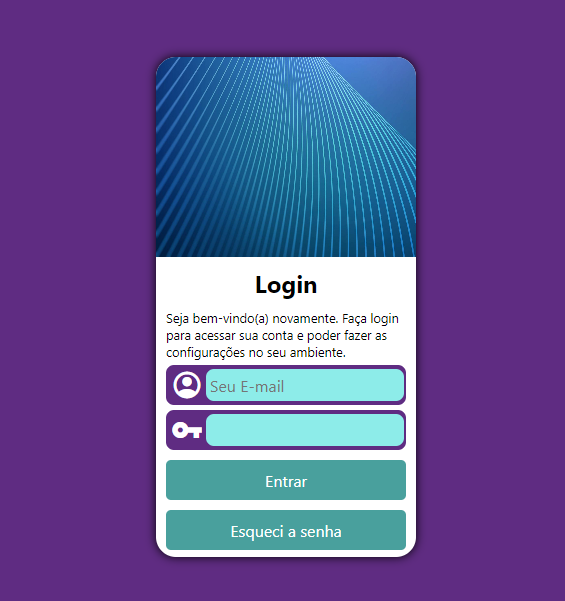 Login
Seja bem-vindo(a) novamente. Faça login
para acessar sua conta e poder fazer as
configurações no seu ambiente.
Seu E-mail
Entrar
Esqueci a senha